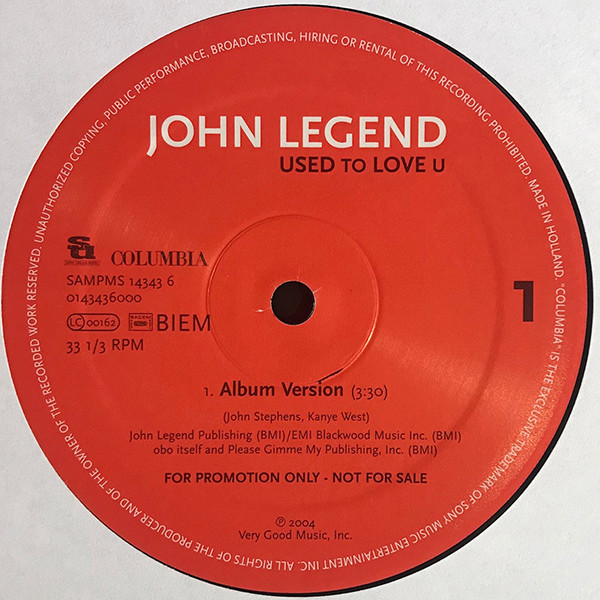 UNAUTHORIZED COPYING, PUBLIC PERFORMANCE, BROADCASTING, HIRING OR RENTAL OF THIS RECORDING PROHIBITED. MADE IN HOLLAND. "COLUMBIA" IS THE EXCLUSIVE TRADEMARK OF SONY MUSIC ENTERTAINMENT INC. ALL RIGHTS OF THE PRODUCER AND OF THE OWNER OF THE RECORDED WORK RESERVED.
JOHN LEGEND
USED TO LOVE U
COLUMBIA
SAMPMS 14343 6
0143436000
LC 00162 BIEM
33 1/3 RPM
1
1. Album Version (3:30)
(John Stephens, Kanye West)
John Legend Publishing (BMI)/EMI Blackwood Music Inc. (BMI)
obo itself and Please Gimme My Publishing, Inc. (BMI)
FOR PROMOTION ONLY - NOT FOR SALE
℗ 2004
Very Good Music, Inc.